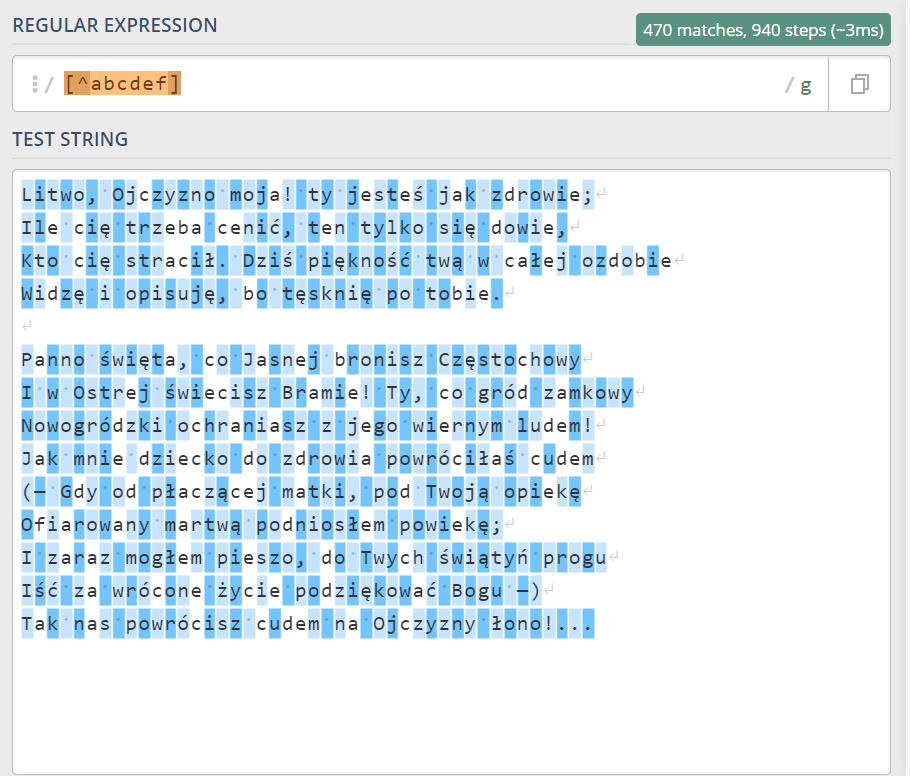 REGULAR EXPRESSION
470 matches, 940 steps (~3ms)
/ [^abcdef] / g
TEST STRING
Litwo, Ojczyzno moja! ty jesteś jak zdrowie;
Ile cię trzeba cenić, ten tylko się dowie,
Kto cię stracił. Dziś piękność twą w całej ozdobie
Widzę i opisuję, bo tęsknię po tobie.

Panno święta, co Jasnej bronisz Częstochowy
I w Ostrej świecisz Bramie! Ty, co gród zamkowy
Nowogródzki ochraniasz z jego wiernym ludem!
Jak mnie dziecko do zdrowia powróciłaś cudem
(— Gdy od płaczącej matki, pod Twoją opiekę
Ofiarowany martwą podniosłem powiekę;
I zaraz mogłem pieszo, do Twych świątyń progu
Iść za wrócone życie podziękować Bogu —)
Tak nas powrócisz cudem na Ojczyzny łono!...